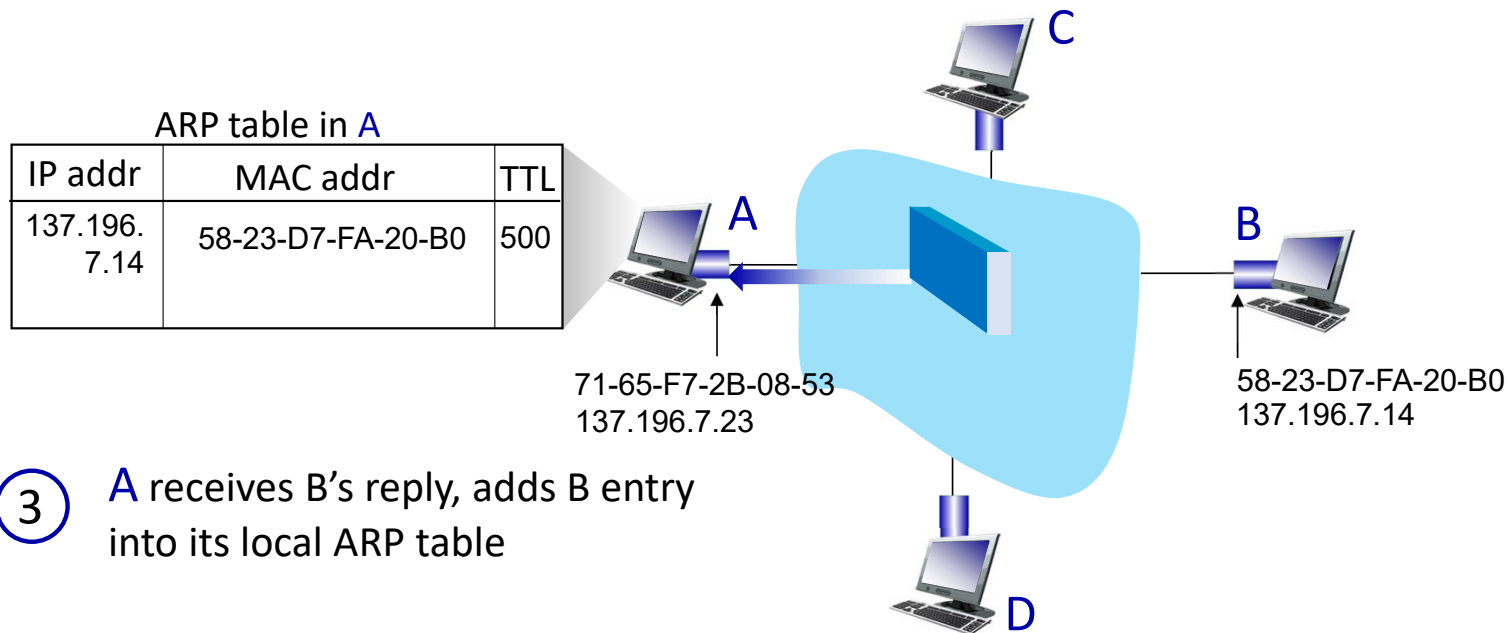 C
ARP table in A
IP addr MAC addr TTL
137.196.
7.14
58-23-D7-FA-20-B0
500
A
B
71-65-F7-2B-08-53
137.196.7.23
58-23-D7-FA-20-B0
137.196.7.14
3
A receives B’s reply, adds B entry
into its local ARP table
D